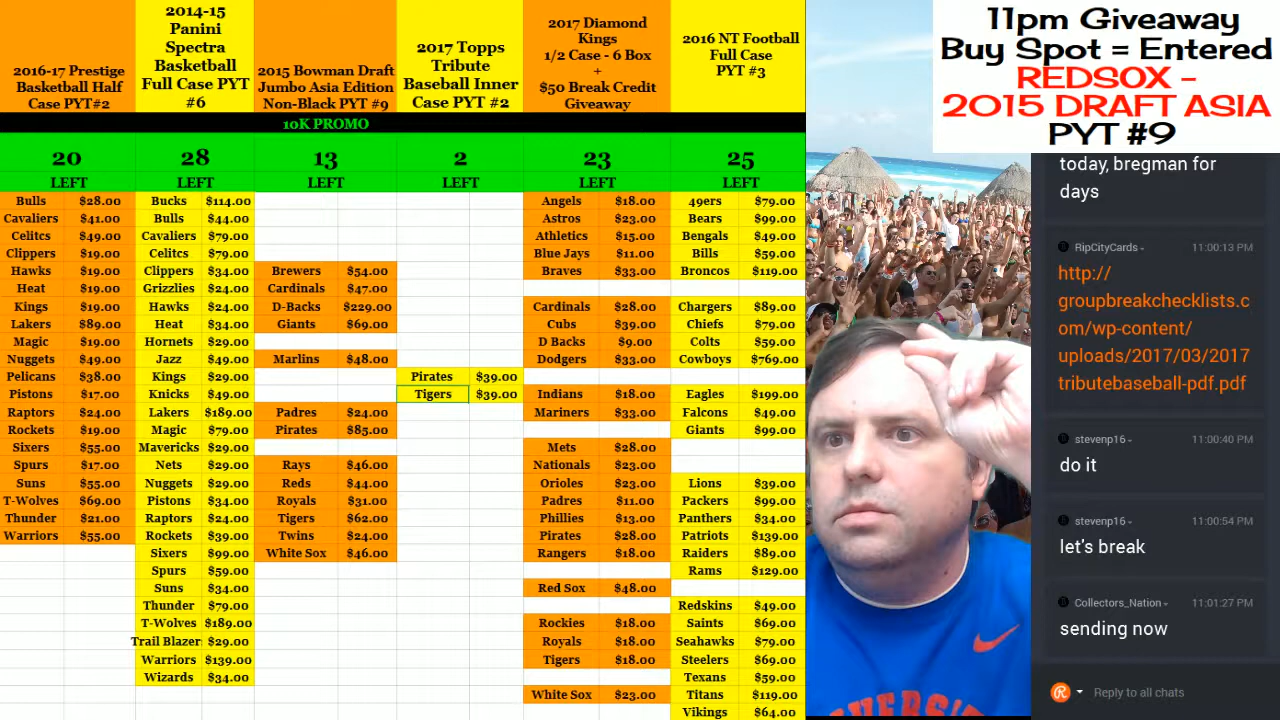 2016-17 Prestige
Basketball Half
Case PYT#2
2014-15
Panini
Spectra
Basketball
Full Case PYT
#6
2015 Bowman Draft
Jumbo Asia Edition
Non-Black PYT #9
2017 Topps
Tribute
Baseball Inner
Case PYT #2
2017 Diamond
Kings
1/2 Case - 6 Box
+
$50 Break Credit
Giveaway
2016 NT Football
Full Case
PYT #3
10K PROMO
20 28 13 2 23 25
LEFT LEFT LEFT LEFT LEFT LEFT
Bulls $28.00 Bucks $114.00 Angels $18.00 49ers $79.00
Cavaliers $41.00 Bulls $44.00 Astros $23.00 Bears $99.00
Celitcs $49.00 Cavaliers $79.00 Athletics $15.00 Bengals $49.00
Clippers $19.00 Celitcs $79.00 Blue Jays $11.00 Bills $59.00
Hawks $19.00 Clippers $34.00 Brewers $54.00 Braves $33.00 Broncos $119.00
Heat $19.00 Grizzlies $24.00 Cardinals $47.00
Kings $19.00 Hawks $24.00 D-Backs $229.00 Cardinals $28.00 Chargers $89.00
Lakers $89.00 Heat $34.00 Giants $69.00 Cubs $39.00 Chiefs $79.00
Magic $19.00 Hornets $29.00 D Backs $9.00 Colts $59.00
Nuggets $49.00 Jazz $49.00 Marlins $48.00 Dodgers $33.00 Cowboys $769.00
Pelicans $38.00 Kings $29.00 Pirates $39.00
Pistons $17.00 Knicks $49.00 Tigers $39.00 Indians $18.00 Eagles $199.00
Raptors $24.00 Lakers $189.00 Padres $24.00 Mariners $33.00 Falcons $49.00
Rockets $19.00 Magic $79.00 Pirates $85.00 Giants $99.00
Sixers $55.00 Mavericks $29.00 Mets $28.00
Spurs $17.00 Nets $29.00 Rays $46.00 Nationals $23.00
Suns $55.00 Nuggets $29.00 Reds $44.00 Orioles $23.00 Lions $39.00
T-Wolves $69.00 Pistons $34.00 Royals $31.00 Padres $11.00 Packers $99.00
Thunder $21.00 Raptors $24.00 Tigers $62.00 Phillies $13.00 Panthers $34.00
Warriors $55.00 Rockets $39.00 Twins $24.00 Pirates $28.00 Patriots $139.00
Sixers $99.00 White Sox $46.00 Rangers $18.00 Raiders $89.00
Spurs $59.00 Rams $129.00
Suns $34.00 Red Sox $48.00
Thunder $79.00 Redskins $49.00
T-Wolves $189.00 Rockies $18.00 Saints $69.00
Trail Blazer $29.00 Royals $18.00 Seahawks $79.00
Warriors $139.00 Tigers $18.00 Steelers $69.00
Wizards $34.00 Texans $59.00
White Sox $23.00 Titans $119.00
Vikings $64.00
11pm Giveaway
Buy Spot = Entered
REDSOX -
2015 DRAFT ASIA
PYT #9
today, bregman for
days
RipCityCards 11:00:13 PM
http://
groupbreakchecklists.c
om/wp-content/
uploads/2017/03/2017
tributebaseball-pdf.pdf
stevenp16 11:00:40 PM
do it
stevenp16 11:00:54 PM
let's break
Collectors_Nation 11:01:27 PM
sending now
Reply to all chats